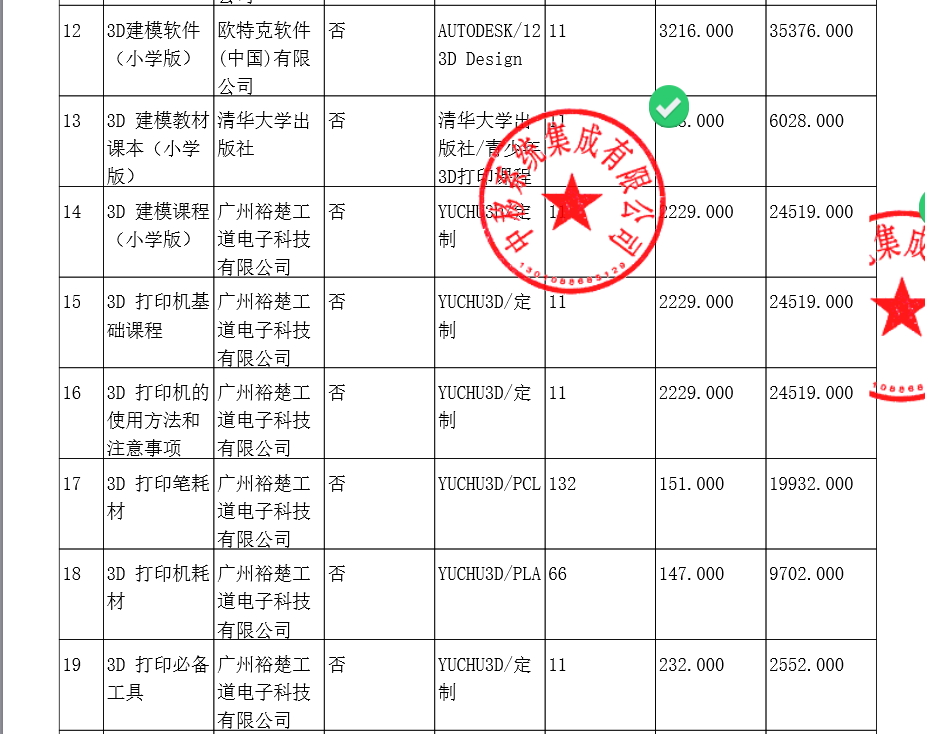 12 3D建模软件 欧特克软件 否 AUTODESK/12 11 3216.000 35376.000
（小学版） (中国)有限 3D Design
公司
13 3D 建模教材 清华大学出 否 清华大学出 11 6028.000
课本（小学 版社 版社/青少年
版） 3D打印课程
14 3D 建模课程 广州裕楚工 否 YUCHU3D/定 11 2229.000 24519.000
（小学版） 道电子科技 制
有限公司
15 3D 打印机基 广州裕楚工 否 YUCHU3D/定 11 2229.000 24519.000
础课程 道电子科技 制
有限公司
16 3D 打印机的 广州裕楚工 否 YUCHU3D/定 11 2229.000 24519.000
使用方法和 道电子科技 制
注意事项 有限公司
17 3D 打印笔耗 广州裕楚工 否 YUCHU3D/PCL 132 151.000 19932.000
材 道电子科技
有限公司
18 3D 打印机耗 广州裕楚工 否 YUCHU3D/PLA 66 147.000 9702.000
材 道电子科技
有限公司
19 3D 打印必备 广州裕楚工 否 YUCHU3D/定 11 232.000 2552.000
工具 道电子科技 制
有限公司
系统集成有限公司
集成